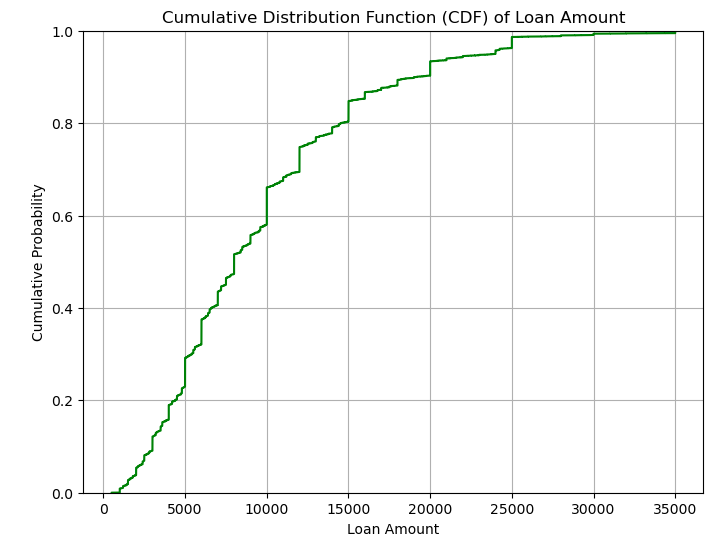 Cumulative Distribution Function (CDF) of Loan Amount
1.0
0.8
0.6
0.4
0.2
0.0
Cumulative Probability
0 5000 10000 15000 20000 25000 30000 35000
Loan Amount